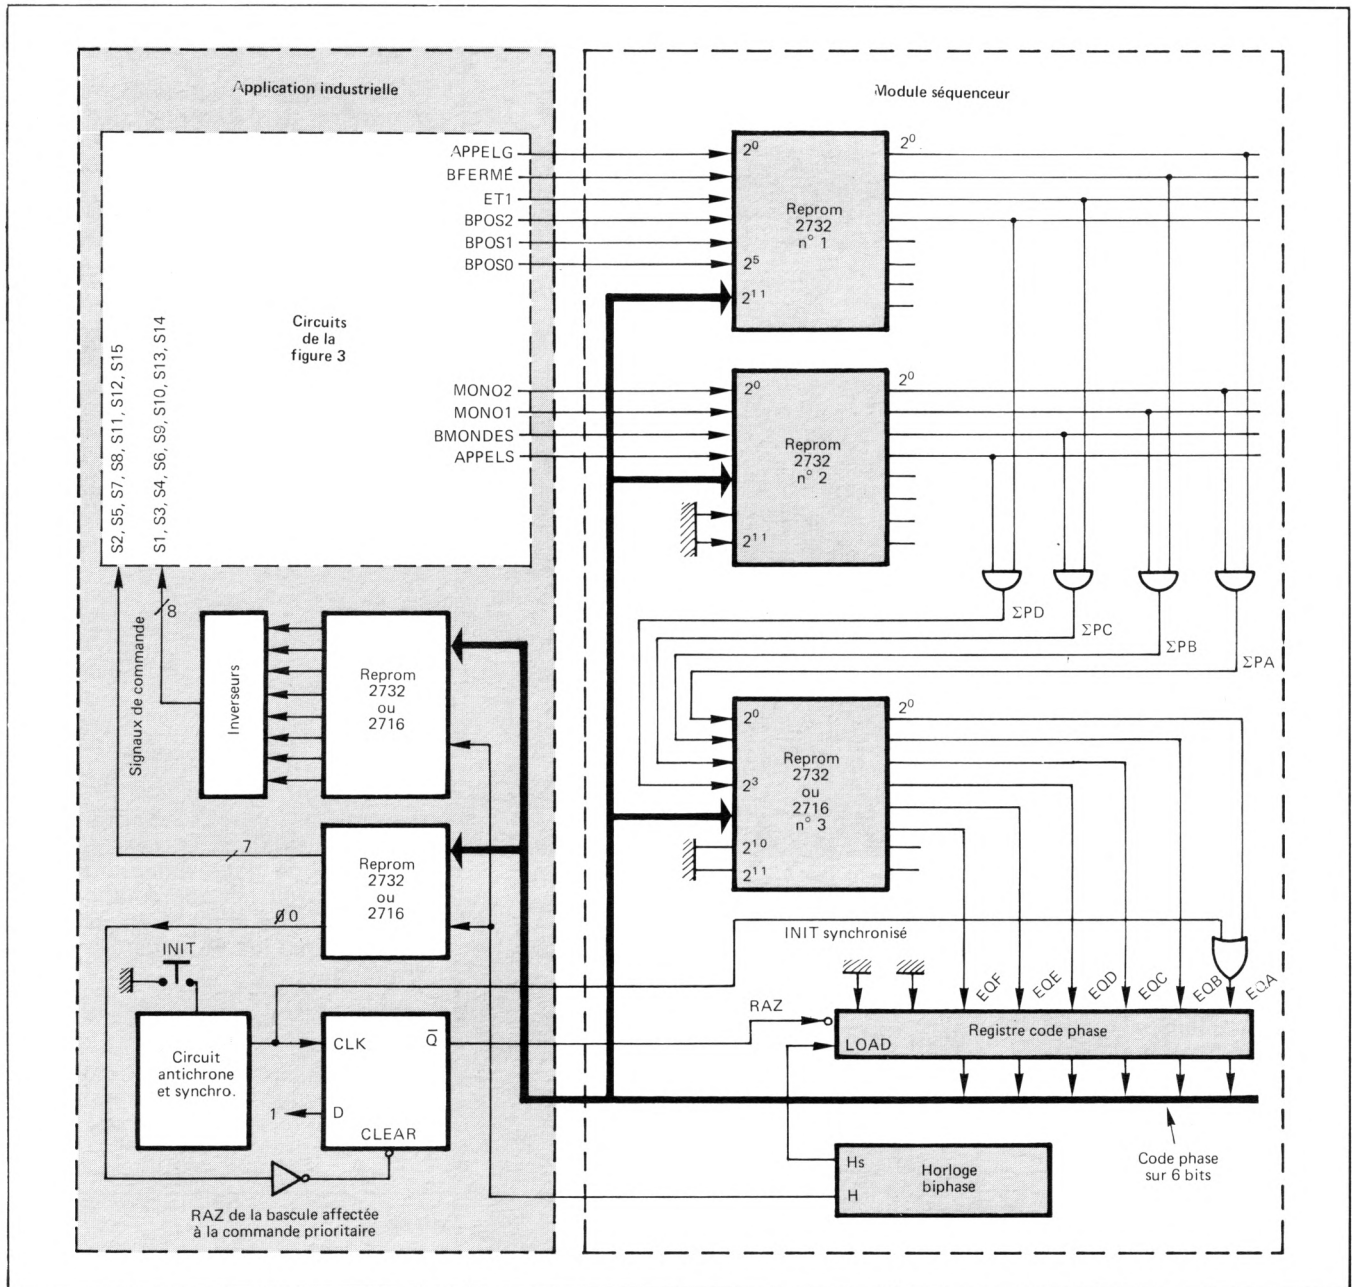 Application industrielle
Module séquenceur
APPELG
BFERMÉ
ET1
BPOS2
BPOS1
BPOS0
2⁰
2⁵
2¹¹
Reprom
2732
n° 1
2⁰
Circuits
de la
figure 3
S2, S5, S7, S8, S11, S12, S15
S1, S3, S4, S6, S9, S10, S13, S14
MONO2
MONO1
BMONDES
APPELS
2⁰
2¹¹
Reprom
2732
n° 2
2⁰
ΣPD
ΣPC
ΣPB
ΣPA
Signaux de commande
8
Inverseurs
Reprom
2732
ou
2716
2⁰
2³
2¹⁰
2¹¹
Reprom
2732
ou
2716
n° 3
2⁰
7
Reprom
2732
ou
2716
Ø0
INIT
INIT synchronisé
EQF
EQE
EQD
EQC
EQB
EQA
RAZ
Registre code phase
LOAD
Circuit
antichrone
et synchro.
CLK
Q̅
1
D
CLEAR
Hs
H
Horloge
biphase
Code phase
sur 6 bits
RAZ de la bascule affectée
à la commande prioritaire